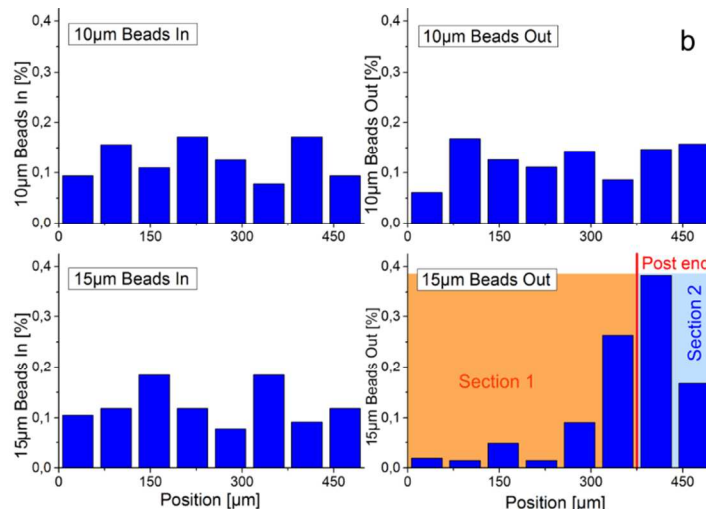 10µm Beads In
10µm Beads In [%]
0,4
0,3
0,2
0,1
0,0
0
150
300
450
10µm Beads Out
b
10µm Beads Out [%]
0,4
0,3
0,2
0,1
0,0
0
150
300
450
15µm Beads In
15µm Beads In [%]
0,4
0,3
0,2
0,1
0,0
0
150
300
450
Position [µm]
Post end
15µm Beads Out
15µm Beads Out [%]
0,4
0,3
0,2
0,1
0,0
Section 1
Section 2
0
150
300
450
Position [µm]